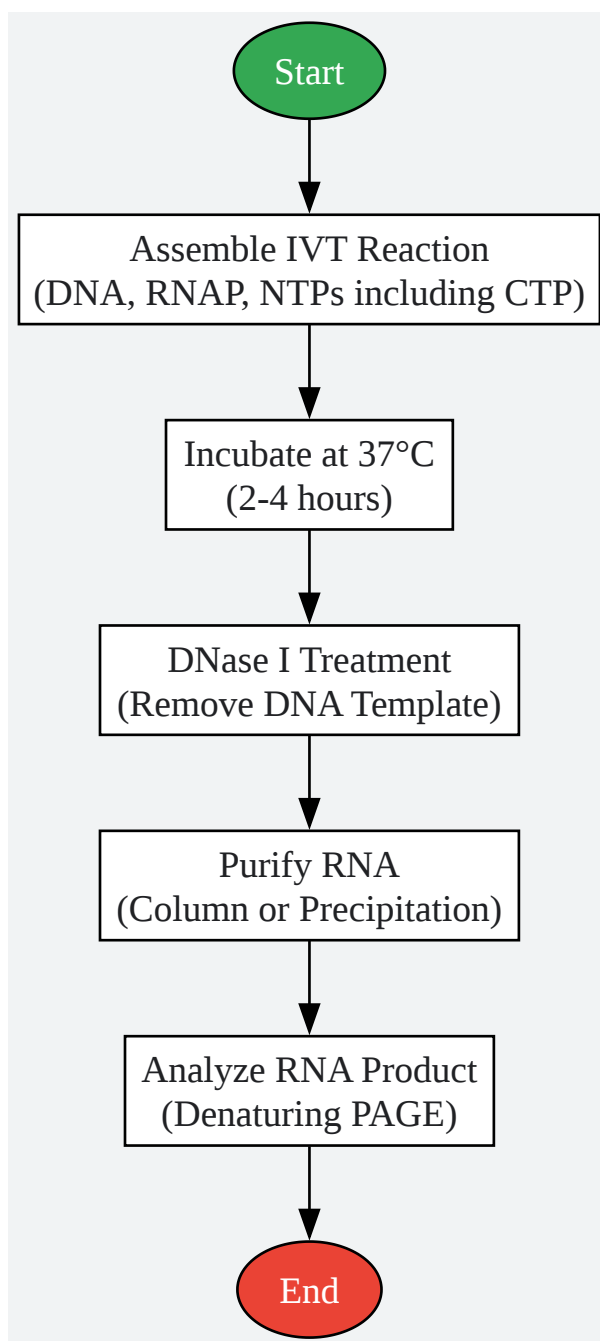 Start
Assemble IVT Reaction
(DNA, RNAP, NTPs including CTP)
Incubate at 37°C
(2-4 hours)
DNase I Treatment
(Remove DNA Template)
Purify RNA
(Column or Precipitation)
Analyze RNA Product
(Denaturing PAGE)
End